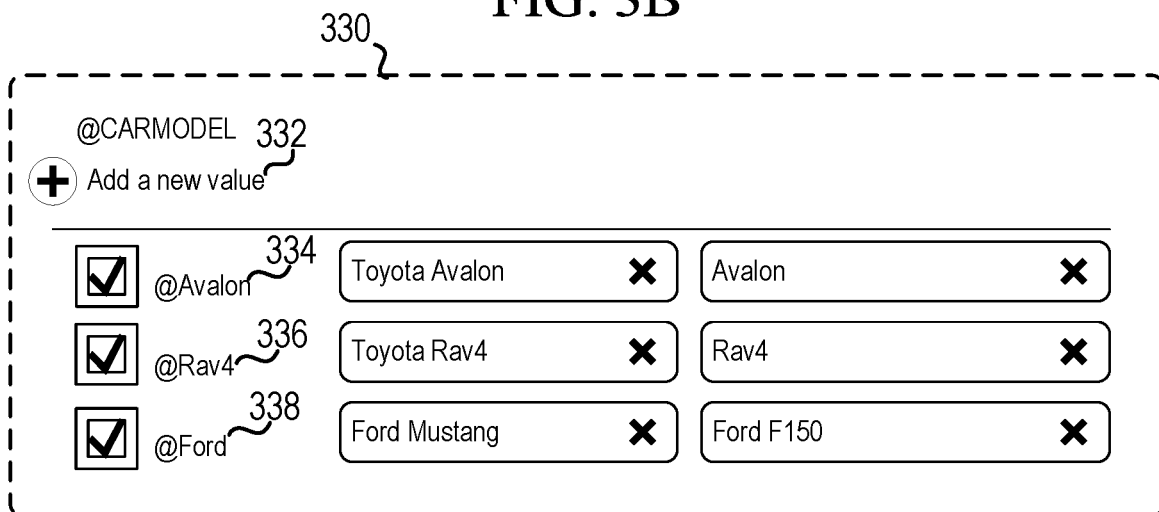 FIG. 3B
330
@CARMODEL 332
Add a new value
334
@Avalon Toyota Avalon Avalon
336
@Rav4 Toyota Rav4 Rav4
338
@Ford Ford Mustang Ford F150